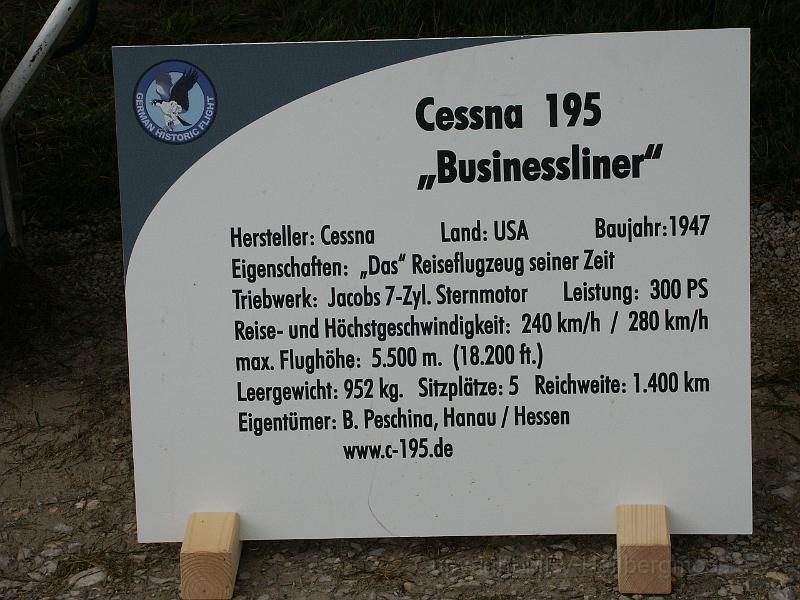 GERMAN HISTORIC FLIGHT
Cessna 195
„Businessliner“
Hersteller: Cessna Land: USA Baujahr:1947
Eigenschaften: „Das“ Reiseflugzeug seiner Zeit
Triebwerk: Jacobs 7-Zyl. Sternmotor Leistung: 300 PS
Reise- und Höchstgeschwindigkeit: 240 km/h / 280 km/h
max. Flughöhe: 5.500 m. (18.200 ft.)
Leergewicht: 952 kg. Sitzplätze: 5 Reichweite: 1.400 km
Eigentümer: B. Peschina, Hanau / Hessen
www.c-195.de